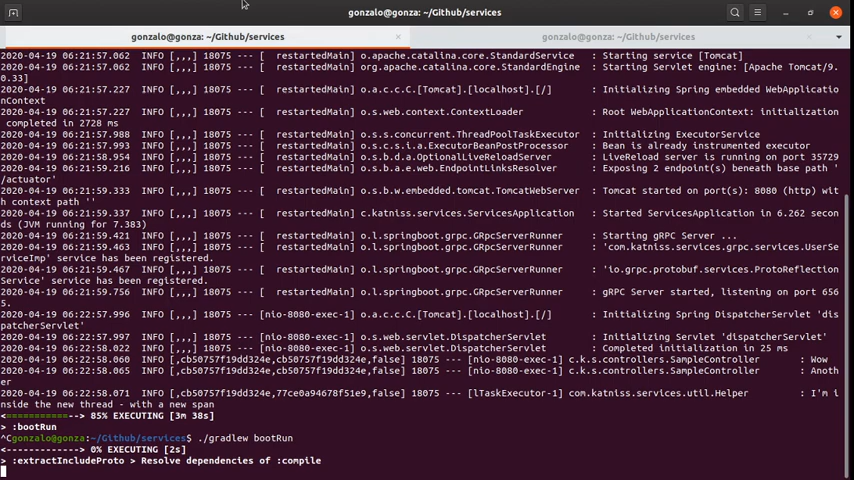 gonzalo@gonza: ~/Github/services
gonzalo@gonza: ~/Github/services
gonzalo@gonza: ~/Github/services
2020-04-19 06:21:57.062  INFO [,,,] 18075 --- [  restartedMain] o.apache.catalina.core.StandardService   : Starting service [Tomcat]
2020-04-19 06:21:57.062  INFO [,,,] 18075 --- [  restartedMain] org.apache.catalina.core.StandardEngine  : Starting Servlet engine: [Apache Tomcat/9.
0.33]
2020-04-19 06:21:57.227  INFO [,,,] 18075 --- [  restartedMain] o.a.c.c.C.[Tomcat].[localhost].[/]       : Initializing Spring embedded WebApplicatio
nContext
2020-04-19 06:21:57.227  INFO [,,,] 18075 --- [  restartedMain] o.s.web.context.ContextLoader            : Root WebApplicationContext: initialization
 completed in 2728 ms
2020-04-19 06:21:57.988  INFO [,,,] 18075 --- [  restartedMain] o.s.s.concurrent.ThreadPoolTaskExecutor  : Initializing ExecutorService
2020-04-19 06:21:57.993  INFO [,,,] 18075 --- [  restartedMain] o.s.c.s.i.a.ExecutorBeanPostProcessor    : Bean is already instrumented executor
2020-04-19 06:21:58.954  INFO [,,,] 18075 --- [  restartedMain] o.s.b.d.a.OptionalLiveReloadServer       : LiveReload server is running on port 35729
2020-04-19 06:21:59.216  INFO [,,,] 18075 --- [  restartedMain] o.s.b.a.e.web.EndpointLinksResolver      : Exposing 2 endpoint(s) beneath base path '
/actuator'
2020-04-19 06:21:59.333  INFO [,,,] 18075 --- [  restartedMain] o.s.b.w.embedded.tomcat.TomcatWebServer  : Tomcat started on port(s): 8080 (http) wit
h context path ''
2020-04-19 06:21:59.337  INFO [,,,] 18075 --- [  restartedMain] c.katniss.services.ServicesApplication   : Started ServicesApplication in 6.262 secon
ds (JVM running for 7.383)
2020-04-19 06:21:59.421  INFO [,,,] 18075 --- [  restartedMain] o.l.springboot.grpc.GRpcServerRunner     : Starting gRPC Server ...
2020-04-19 06:21:59.463  INFO [,,,] 18075 --- [  restartedMain] o.l.springboot.grpc.GRpcServerRunner     : 'com.katniss.services.grpc.services.UserSe
rviceImp' service has been registered.
2020-04-19 06:21:59.467  INFO [,,,] 18075 --- [  restartedMain] o.l.springboot.grpc.GRpcServerRunner     : 'io.grpc.protobuf.services.ProtoReflection
Service' service has been registered.
2020-04-19 06:21:59.756  INFO [,,,] 18075 --- [  restartedMain] o.l.springboot.grpc.GRpcServerRunner     : gRPC Server started, listening on port 656
5.
2020-04-19 06:22:57.996  INFO [,,,] 18075 --- [nio-8080-exec-1] o.a.c.c.C.[Tomcat].[localhost].[/]       : Initializing Spring DispatcherServlet 'dis
patcherServlet'
2020-04-19 06:22:57.997  INFO [,,,] 18075 --- [nio-8080-exec-1] o.s.web.servlet.DispatcherServlet        : Initializing Servlet 'dispatcherServlet'
2020-04-19 06:22:58.022  INFO [,,,] 18075 --- [nio-8080-exec-1] o.s.web.servlet.DispatcherServlet        : Completed initialization in 25 ms
2020-04-19 06:22:58.060  INFO [,cb50757f19dd324e,cb50757f19dd324e,false] 18075 --- [nio-8080-exec-1] c.k.s.controllers.SampleController       : Wow
2020-04-19 06:22:58.065  INFO [,cb50757f19dd324e,cb50757f19dd324e,false] 18075 --- [nio-8080-exec-1] c.k.s.controllers.SampleController       : Anoth
er
2020-04-19 06:22:58.071  INFO [,cb50757f19dd324e,77ce0a94678f51e9,false] 18075 --- [lTaskExecutor-1] com.katniss.services.util.Helper         : I'm i
nside the new thread - with a new span
<===========--> 85% EXECUTING [3m 38s]
> :bootRun
^Cgonzalo@gonza:~/Github/services$ ./gradlew bootRun
<-------------> 0% EXECUTING [2s]
> :extractIncludeProto > Resolve dependencies of :compile